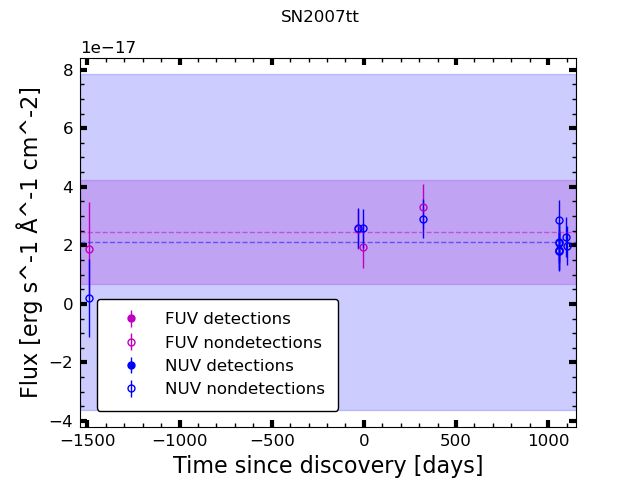 SN2007tt
1e−17
8
6
4
2
0
−2
−4
Flux [erg s^-1 Å^-1 cm^-2]
FUV detections
FUV nondetections
NUV detections
NUV nondetections
−1500 −1000 −500 0 500 1000
Time since discovery [days]